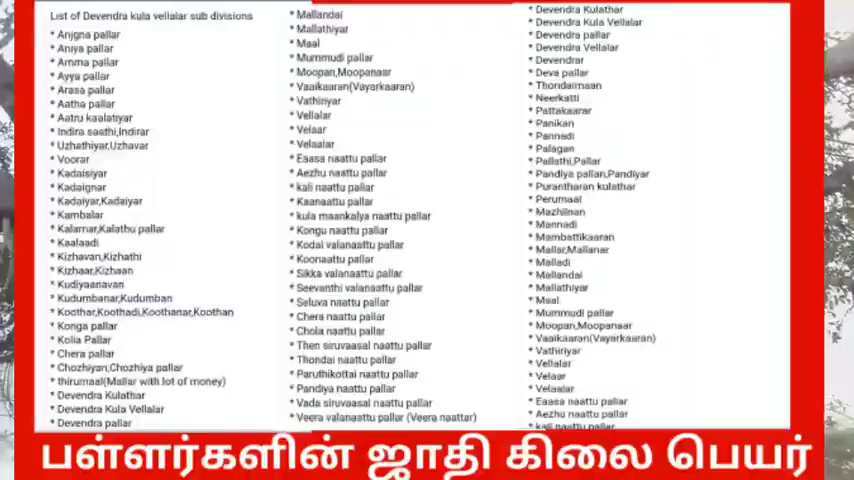 List of Devendra kula vellalar sub divisions
* Anjgna pallar
* Aniya pallar
* Amma pallar
* Ayya pallar
* Arasa pallar
* Aatha pallar
* Aatru kaalatiyar
* Indira saathi,Indirar
* Uzhathiyar,Uzhavar
* Voorar
* Kadaisiyar
* Kadaignar
* Kadaiyar,Kadaiyar
* Kambalar
* Kalamar,Kalathu pallar
* Kaalaadi
* Kizhavan,Kizhathi
* Kizhaar,Kizhaan
* Kudiyaanavan
* Kudumbanar,Kudumban
* Koothar,Koothadi,Koothanar,Koothan
* Konga pallar
* Kolia Pallar
* Chera pallar
* Chozhiyan,Chozhiya pallar
* thirumaal(Mallar with lot of money)
* Devendra Kulathar
* Devendra Kula Vellalar
* Devendra pallar
* Mallandai
* Mallathiyar
* Maal
* Mummudi pallar
* Moopan,Moopanaar
* Vaaikaaran(Vayarkaaran)
* Vathiriyar
* Vellalar
* Velaar
* Velaalar
* Eaasa naattu pallar
* Aezhu naattu pallar
* kali naattu pallar
* Kaanaattu pallar
* kula maankalya naattu pallar
* Kongu naattu pallar
* Kodai valanaattu pallar
* Koonaattu pallar
* Sikka valanaattu pallar
* Seevanthi valanaattu pallar
* Seluva naattu pallar
* Chera naattu pallar
* Chola naattu pallar
* Then siruvaasal naattu pallar
* Thondai naattu pallar
* Paruthikottai naattu pallar
* Pandiya naattu pallar
* Vada siruvaasal naattu pallar
* Veera valanaattu pallar (Veera naattar)
* Devendra Kulathar
* Devendra Kula Vellalar
* Devendra pallar
* Devendra Vellalar
* Devendrar
* Deva pallar
* Thondaimaan
* Neerkatti
* Pattakaarar
* Panikan
* Pannadi
* Palagan
* Pallathi,Pallar
* Pandiya pallan,Pandiyar
* Purantharan kulathar
* Perumaal
* Mazhilnan
* Mannadi
* Mambattikaaran
* Mallar,Mallanar
* Malladi
* Mallandai
* Mallathiyar
* Maal
* Mummudi pallar
* Moopan,Moopanaar
* Vaaikaaran(Vayarkaaran)
* Vathiriyar
* Vellalar
* Velaar
* Velaalar
* Eaasa naattu pallar
* Aezhu naattu pallar
* kali naattu pallar
பள்ளர்களின் ஜாதி கிலை பெயர்